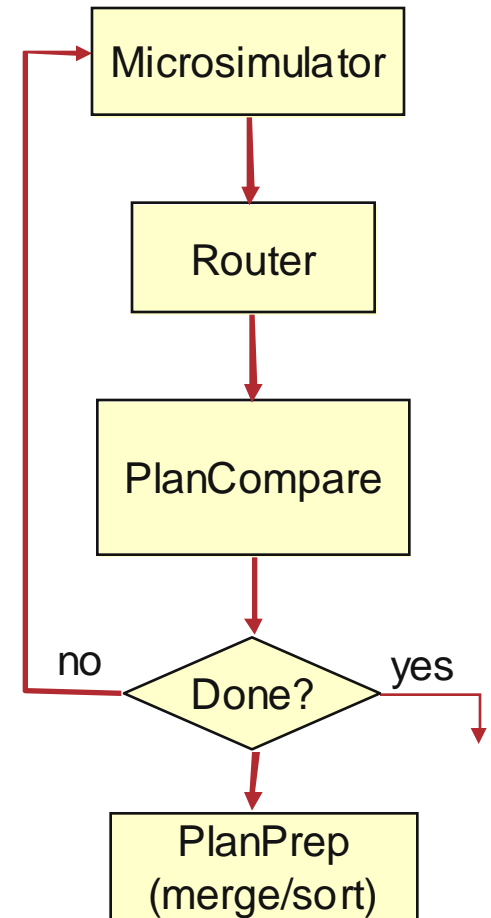 Microsimulator
Router
PlanCompare
no
Done?
yes
PlanPrep
(merge/sort)